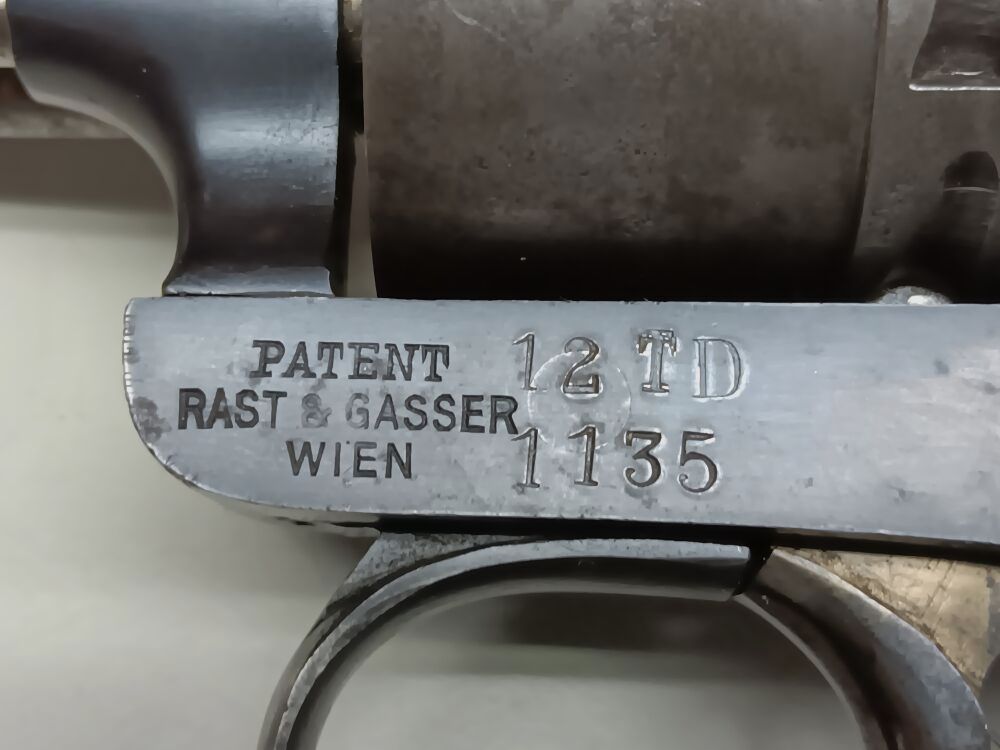 PATENT
RAST & GASSER
WIEN
12 TD
1135